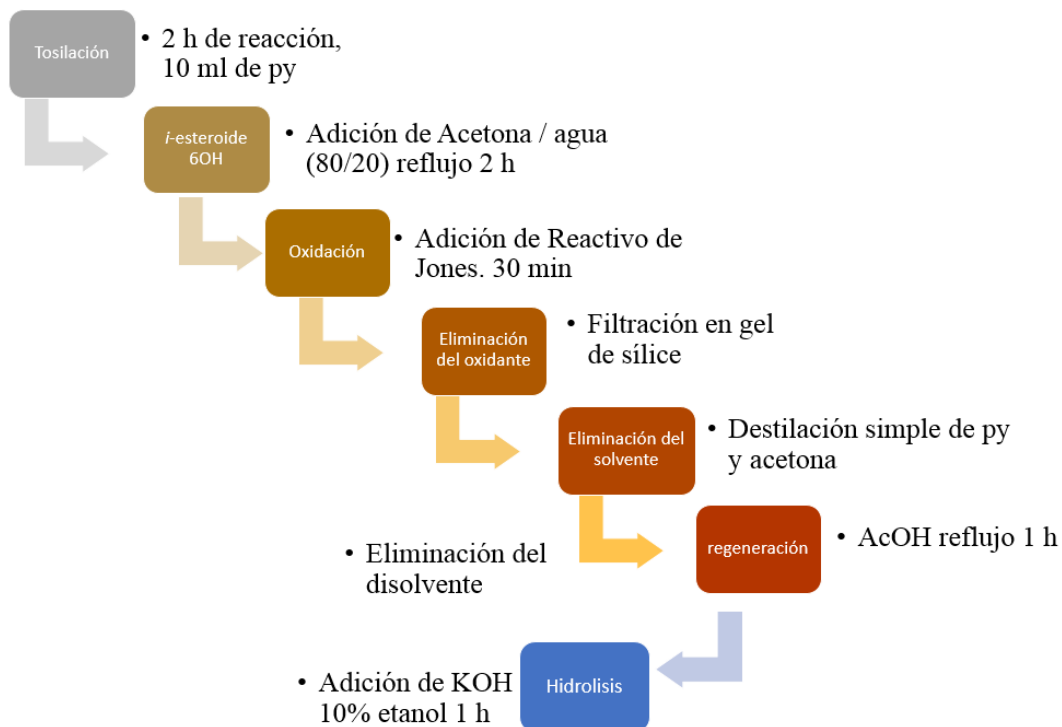 Tosilación
• 2 h de reacción,
10 ml de py
i-esteroide
6OH
• Adición de Acetona / agua
(80/20) reflujo 2 h
Oxidación
• Adición de Reactivo de
Jones. 30 min
Eliminación
del oxidante
• Filtración en gel
de sílice
Eliminación del
solvente
• Destilación simple de py
y acetona
regeneración
• AcOH reflujo 1 h
• Eliminación del
disolvente
Hidrolisis
• Adición de KOH
10% etanol 1 h